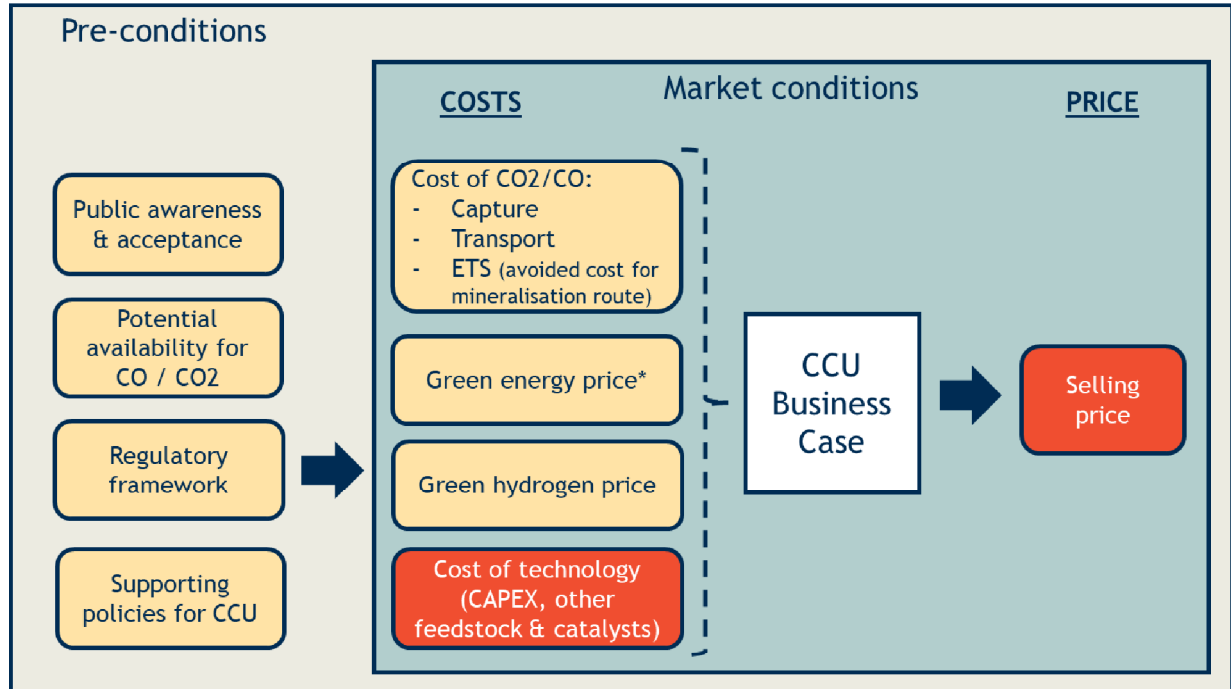 Pre-conditions
Public awareness
& acceptance
Potential
availability for
CO / CO2
Regulatory
framework
Supporting
policies for CCU
Market conditions
COSTS
Cost of CO2/CO:
- Capture
- Transport
- ETS (avoided cost for
mineralisation route)
Green energy price*
Green hydrogen price
Cost of technology
(CAPEX, other
feedstock & catalysts)
CCU
Business
Case
PRICE
Selling
price